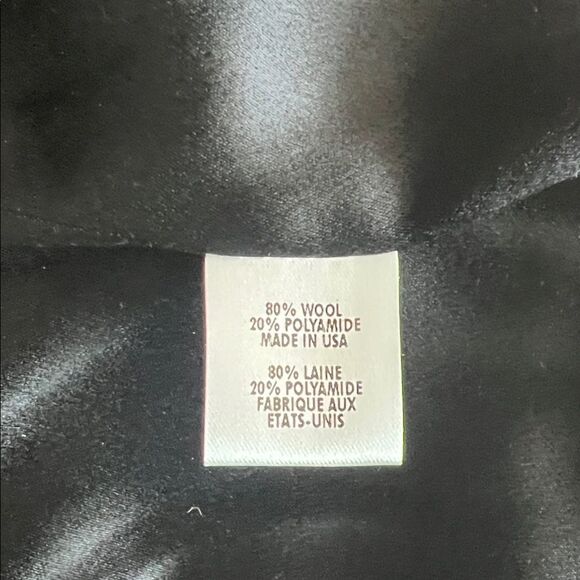 80% WOOL
20% POLYAMIDE
MADE IN USA
80% LAINE
20% POLYAMIDE
FABRIQUE AUX
ETATS-UNIS